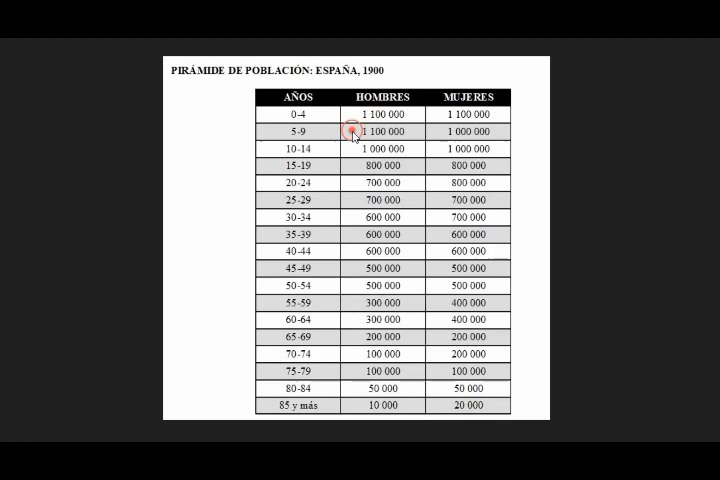 PIRÁMIDE DE POBLACIÓN: ESPAÑA, 1900
AÑOS HOMBRES MUJERES
0-4 1 100 000 1 100 000
5-9 1 100 000 1 000 000
10-14 1 000 000 1 000 000
15-19 800 000 800 000
20-24 700 000 800 000
25-29 700 000 700 000
30-34 600 000 700 000
35-39 600 000 600 000
40-44 600 000 600 000
45-49 500 000 500 000
50-54 500 000 500 000
55-59 300 000 400 000
60-64 300 000 400 000
65-69 200 000 200 000
70-74 100 000 200 000
75-79 100 000 100 000
80-84 50 000 50 000
85 y más 10 000 20 000